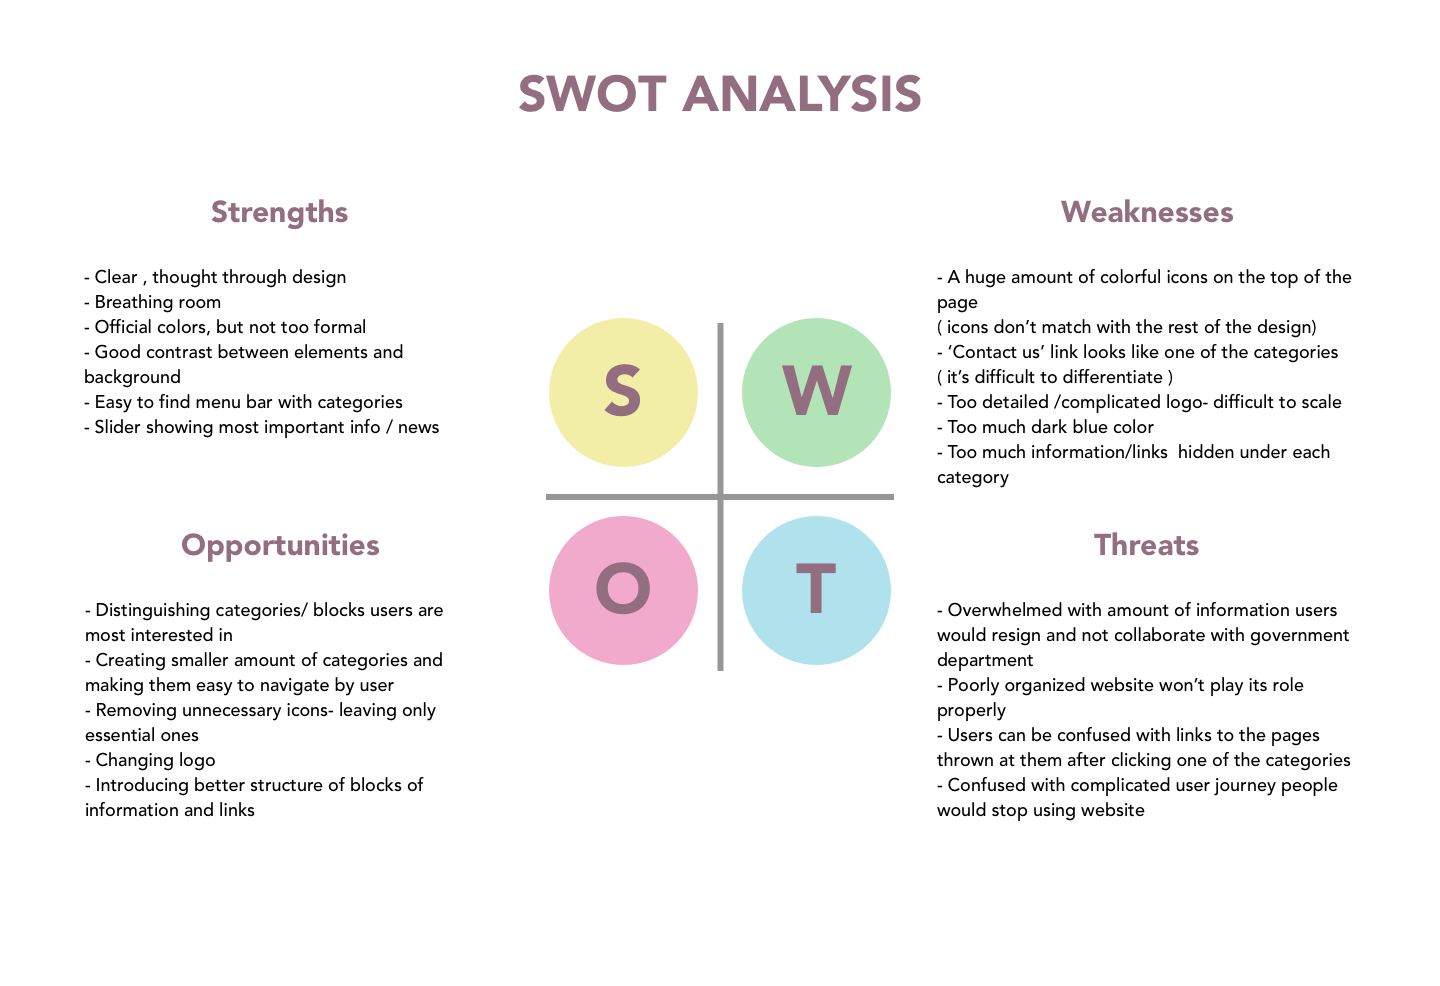 SWOT ANALYSIS
Strengths
- Clear , thought through design
- Breathing room
- Official colors, but not too formal
- Good contrast between elements and
background
- Easy to find menu bar with categories
- Slider showing most important info / news
Weaknesses
- A huge amount of colorful icons on the top of the
page
( icons don’t match with the rest of the design)
- ‘Contact us’ link looks like one of the categories
( it’s difficult to differentiate )
- Too detailed /complicated logo- difficult to scale
- Too much dark blue color
- Too much information/links  hidden under each
category
S
W
O
T
Opportunities
- Distinguishing categories/ blocks users are
most interested in
- Creating smaller amount of categories and
making them easy to navigate by user
- Removing unnecessary icons- leaving only
essential ones
- Changing logo
- Introducing better structure of blocks of
information and links
Threats
- Overwhelmed with amount of information users
would resign and not collaborate with government
department
- Poorly organized website won’t play its role
properly
- Users can be confused with links to the pages
thrown at them after clicking one of the categories
- Confused with complicated user journey people
would stop using website